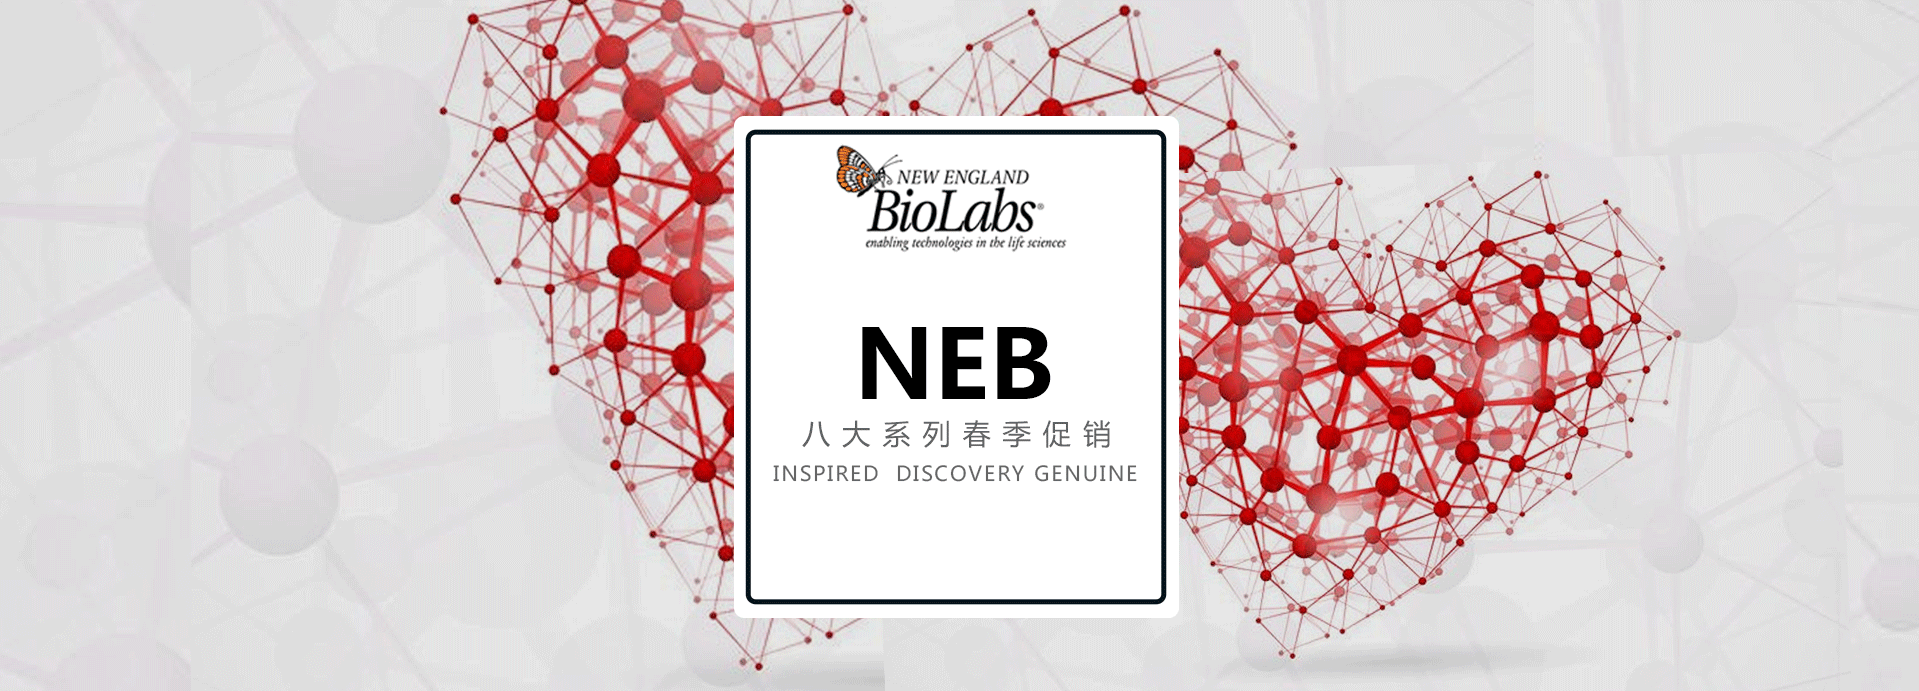 NEW ENGLAND
BioLabs®
enabling technologies in the life sciences
NEB
八大系列春季促销
INSPIRED DISCOVERY GENUINE